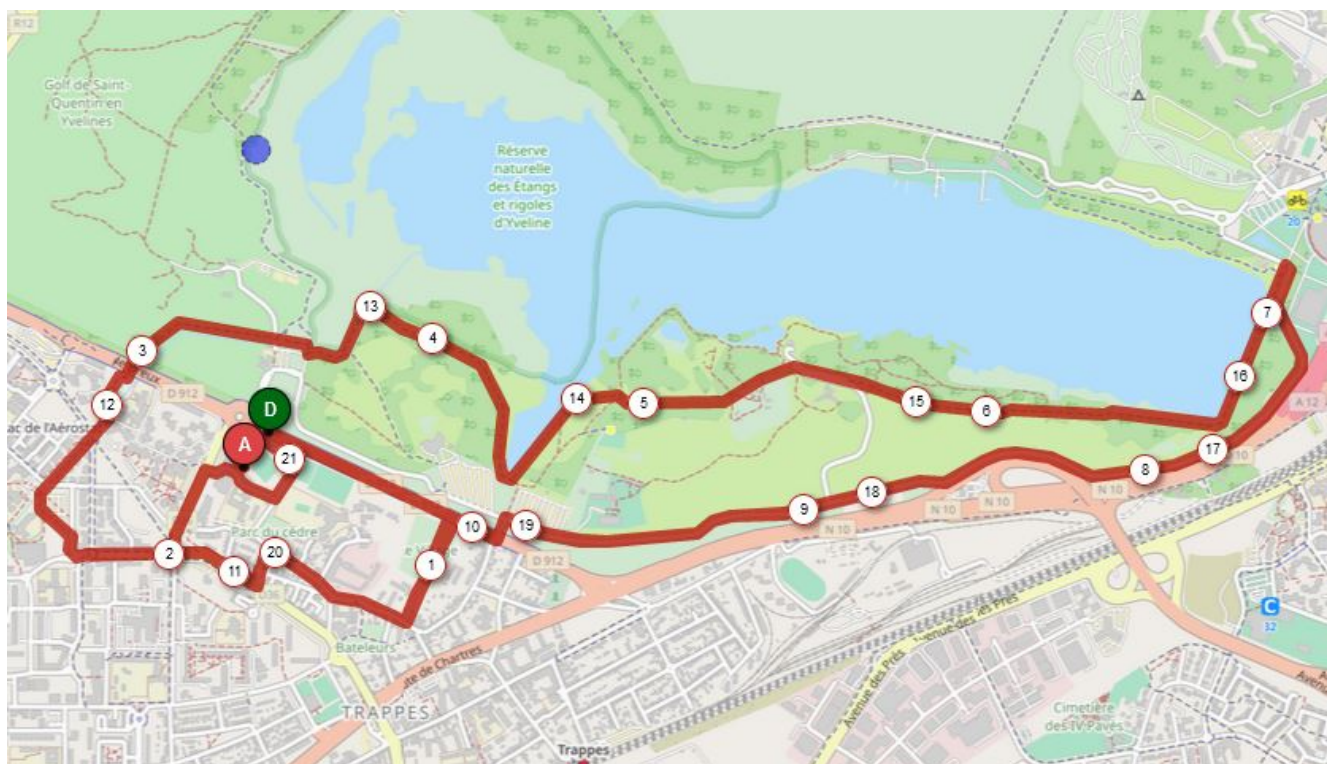 R12
Golf de Saint-
Quentin en
Yvelines
Réserve
naturelle
des Étangs
et rigoles
d'Yveline
20
13
7
4
3
D 912
14
5
16
12
15
6
D
A
21
A 12
17
N 10
8
N 10
18
9
N 10
N 10
10
19
Parc du cèdre
D 912
2
20
11
1
Bateleurs
C
32
TRAPPES
Avenue des Prés
Cimetière
des IV Pavés
Trappes